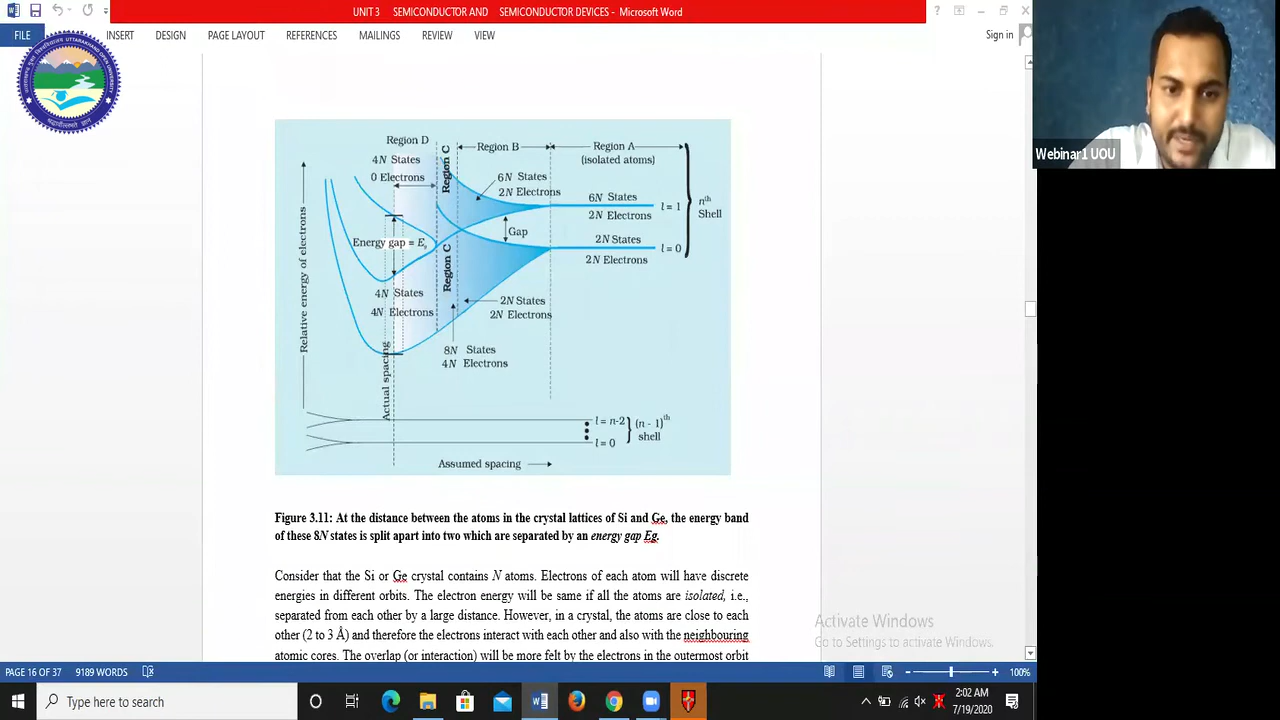 UNIT 3 SEMICONDUCTOR AND SEMICONDUCTOR DEVICES - Microsoft Word
FILE INSERT DESIGN PAGE LAYOUT REFERENCES MAILINGS REVIEW VIEW Sign in
Webinar1 UOU
Region D
4N States
0 Electrons
Region C
Region B
Region A
(isolated atoms)
6N States
2N Electrons
6N States
2N Electrons
l = 1
nth
Shell
Gap
Energy gap = Eg
2N States
2N Electrons
l = 0
Region C
4N States
4N Electrons
2N States
2N Electrons
8N States
4N Electrons
Relative energy of electrons
Actual spacing
l = n-2
(n - 1)th
shell
l = 0
Assumed spacing
Figure 3.11: At the distance between the atoms in the crystal lattices of Si and Ge, the energy band
of these 8N states is split apart into two which are separated by an energy gap Eg.
Consider that the Si or Ge crystal contains N atoms. Electrons of each atom will have discrete
energies in different orbits. The electron energy will be same if all the atoms are isolated, i.e.,
separated from each other by a large distance. However, in a crystal, the atoms are close to each
other (2 to 3 Å) and therefore the electrons interact with each other and also with the neighbouring
atomic cores. The overlap (or interaction) will be more felt by the electrons in the outermost orbit
Activate Windows
Go to Settings to activate Windows.
PAGE 16 OF 37 9189 WORDS 100%
Type here to search
2:02 AM
7/19/2020